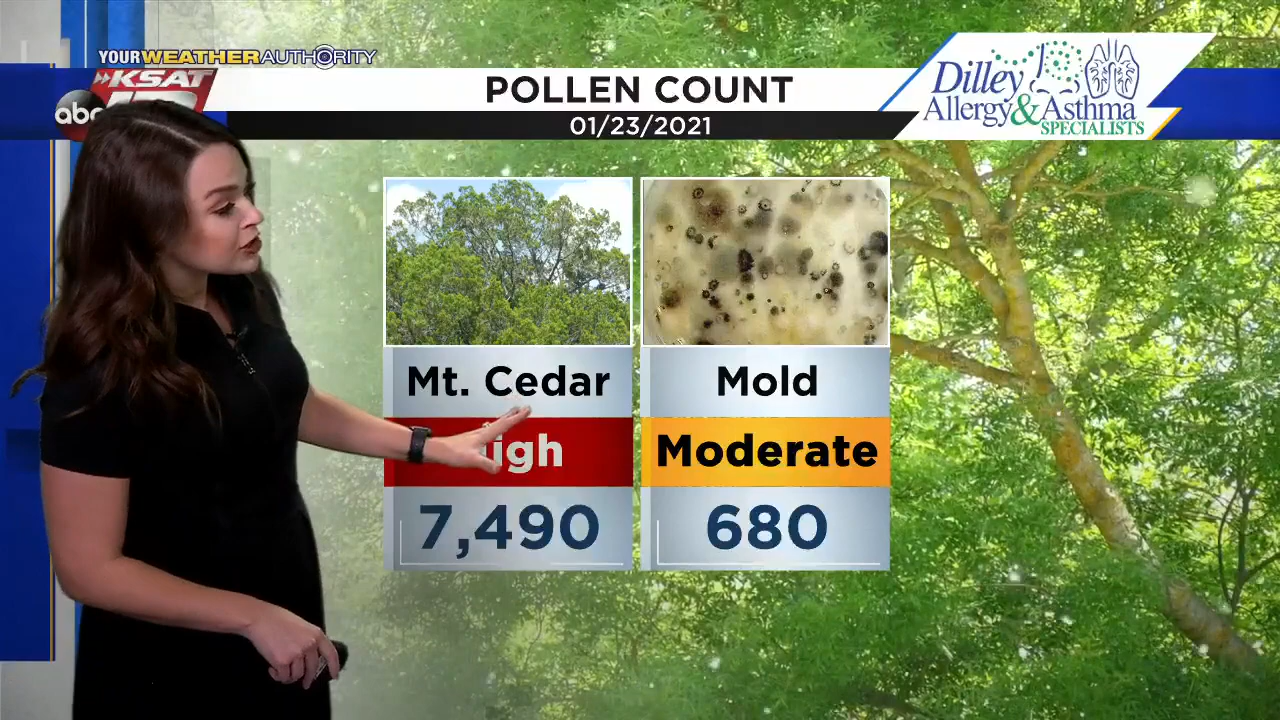 YOURWEATHERAUTHORITY
KSAT
abc
POLLEN COUNT
01/23/2021
Dilley
Allergy&Asthma
SPECIALISTS
Mt. Cedar
Mold
igh
Moderate
7,490
680